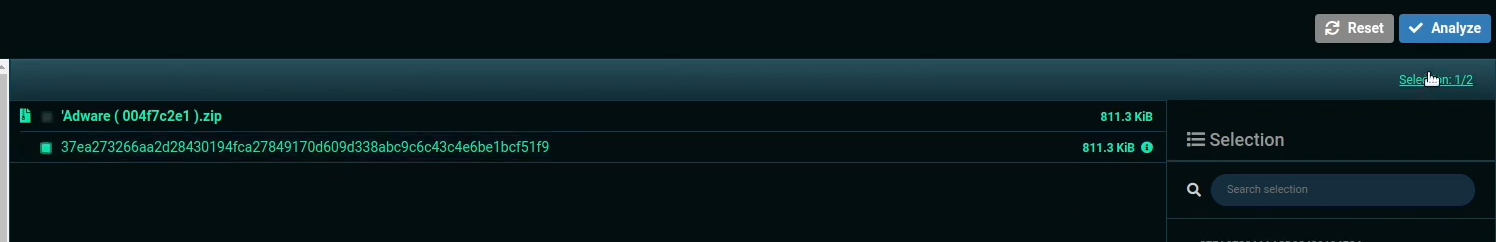 Reset Analyze
Selection: 1/2
'Adware ( 004f7c2e1 ).zip 811.3 KiB
37ea273266aa2d28430194fca27849170d609d338abc9c6c43c4e6be1bcf51f9 811.3 KiB
Selection
Search selection